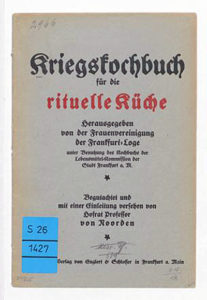 2966
Kriegskochbuch
für die
rituelle Küche
Herausgegeben
von der Frauenvereinigung
der Frankfurt-Loge
unter Benutzung des Kochbuchs der
Lebensmittel-Kommission der
Stadt Frankfurt a. M.
Begutachtet und
mit einer Einleitung versehen von
Hofrat Professor
von Noorden
S 26
1427
Verlag von Englert & Schlosser in Frankfurt a. Main